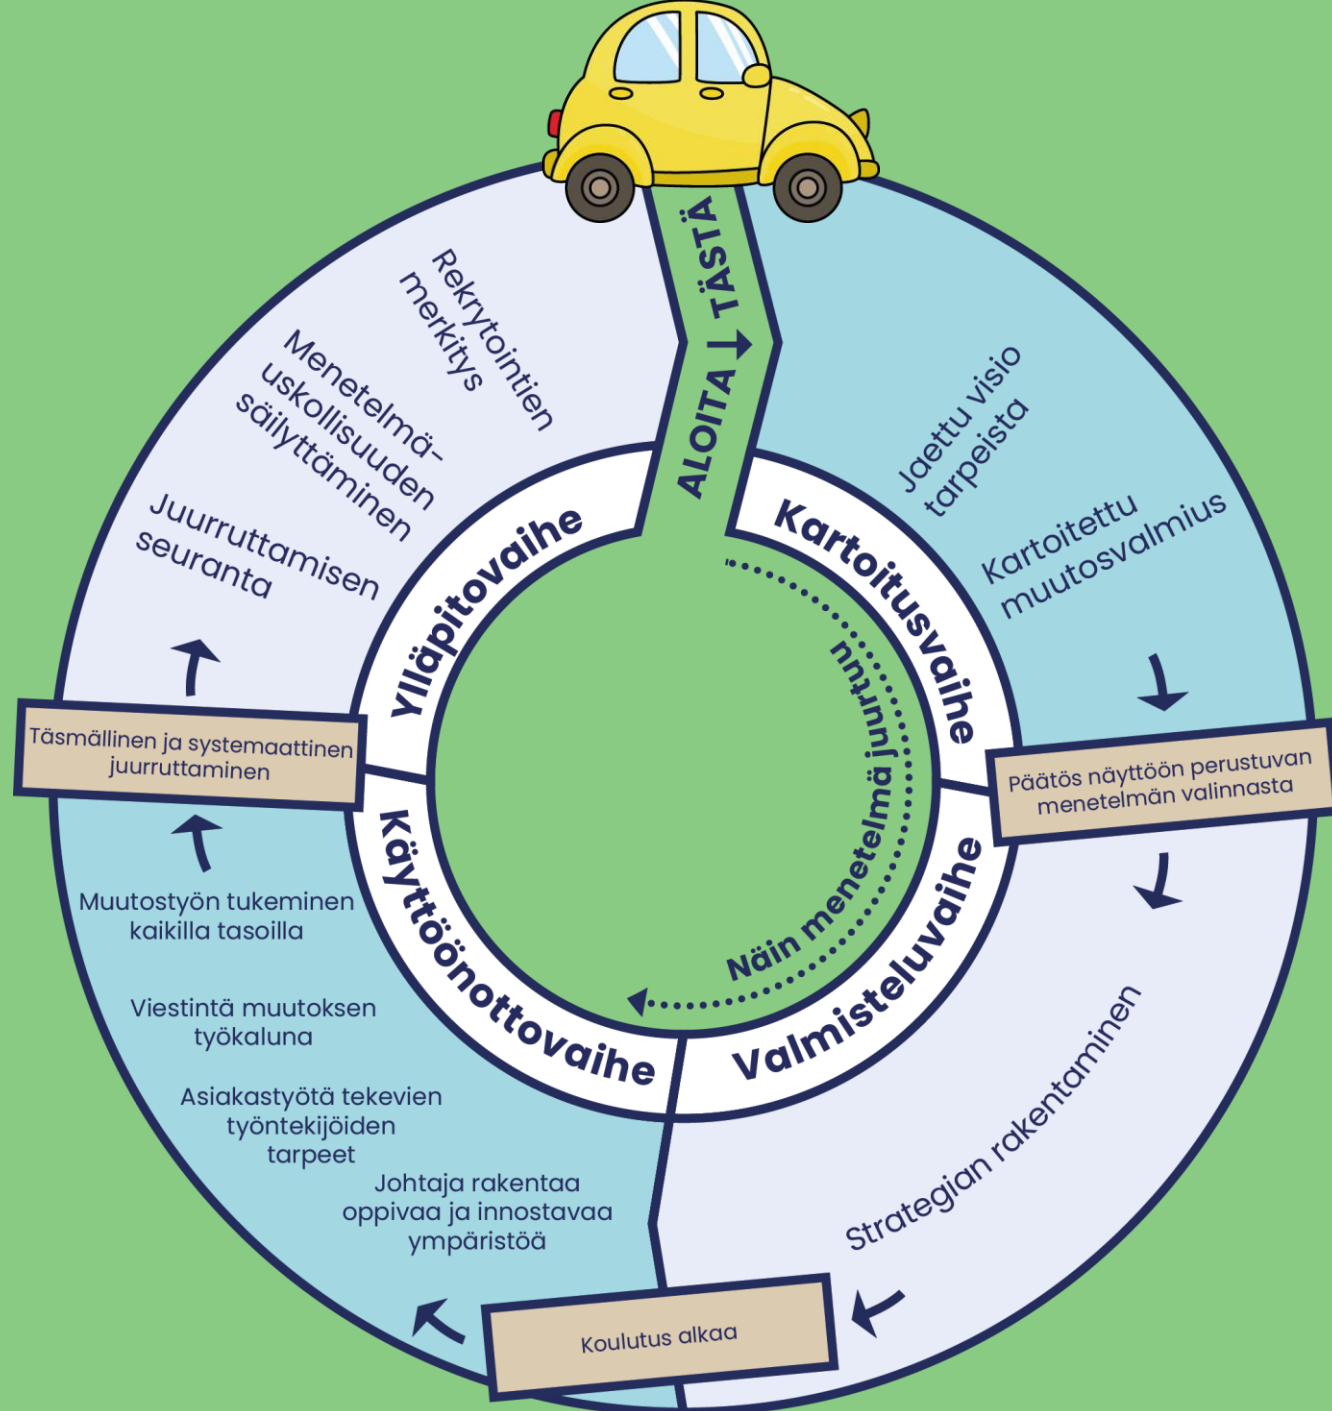 ALOITA TÄSTÄ
Kartoitusvaihe
Jaettu visio
tarpeista
Kartoitettu
muutosvalmius
Päätös näyttöön perustuvan
menetelmän valinnasta
Valmisteluvaihe
Strategian rakentaminen
Koulutus alkaa
Käyttöönottovaihe
Johtaja rakentaa
oppivaa ja innostavaa
ympäristöä
Asiakastyötä tekevien
työntekijöiden
tarpeet
Viestintä muutoksen
työkaluna
Muutostyön tukeminen
kaikilla tasoilla
Täsmällinen ja systemaattinen
juurruttaminen
Ylläpitovaihe
Juurruttamisen
seuranta
Menetelmä-
uskollisuuden
säilyttäminen
Rekrytointien
merkitys
Näin menetelmä juurtuu